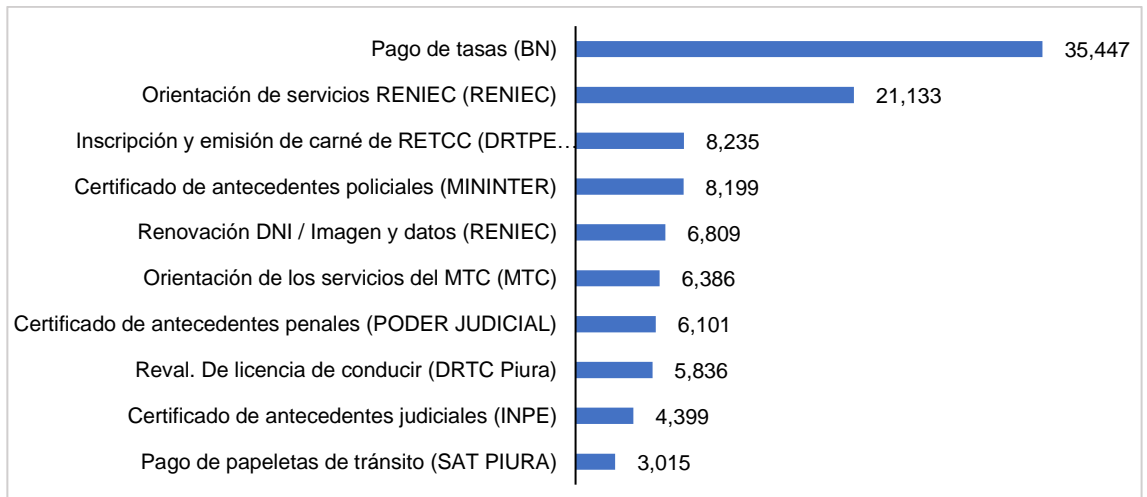 Pago de tasas (BN) 35,447
Orientación de servicios RENIEC (RENIEC) 21,133
Inscripción y emisión de carné de RETCC (DRTPE… 8,235
Certificado de antecedentes policiales (MININTER) 8,199
Renovación DNI / Imagen y datos (RENIEC) 6,809
Orientación de los servicios del MTC (MTC) 6,386
Certificado de antecedentes penales (PODER JUDICIAL) 6,101
Reval. De licencia de conducir (DRTC Piura) 5,836
Certificado de antecedentes judiciales (INPE) 4,399
Pago de papeletas de tránsito (SAT PIURA) 3,015